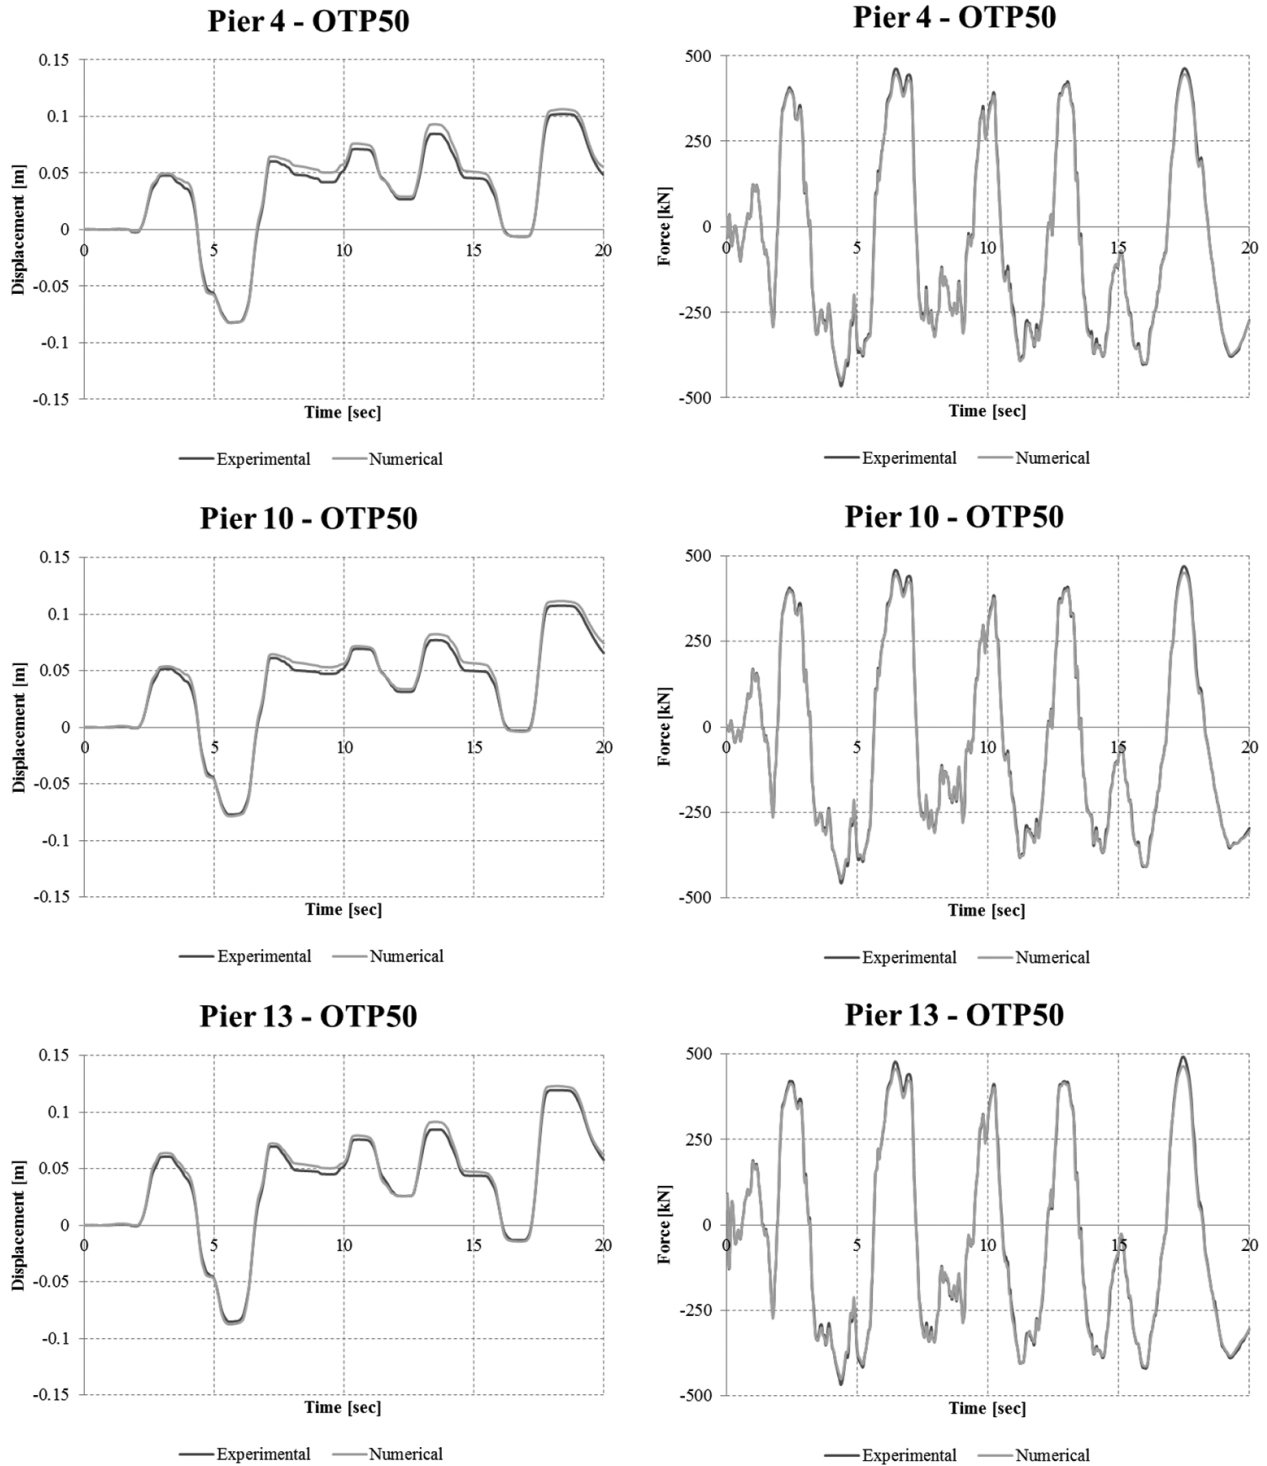 Pier 4 - OTP50
0.15
0.1
0.05
0
-0.05
-0.1
-0.15
Displacement [m]
0 5 10 15 20
Time [sec]
Experimental Numerical
Pier 4 - OTP50
500
250
0
-250
-500
Force [kN]
0 5 10 15 20
Time [sec]
Experimental Numerical
Pier 10 - OTP50
0.15
0.1
0.05
0
-0.05
-0.1
-0.15
Displacement [m]
0 5 10 15 20
Time [sec]
Experimental Numerical
Pier 10 - OTP50
500
250
0
-250
-500
Force [kN]
0 5 10 15 20
Time [sec]
Experimental Numerical
Pier 13 - OTP50
0.15
0.1
0.05
0
-0.05
-0.1
-0.15
Displacement [m]
0 5 10 15 20
Time [sec]
Experimental Numerical
Pier 13 - OTP50
500
250
0
-250
-500
Force [kN]
0 5 10 15 20
Time [sec]
Experimental Numerical